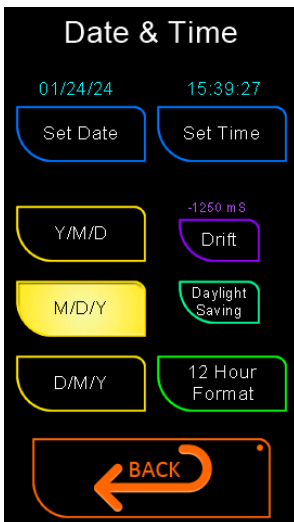 Date & Time
01/24/24 15:39:27
Set Date Set Time
-1250 mS
Y/M/D Drift
M/D/Y Daylight
Saving
D/M/Y 12 Hour
Format
BACK